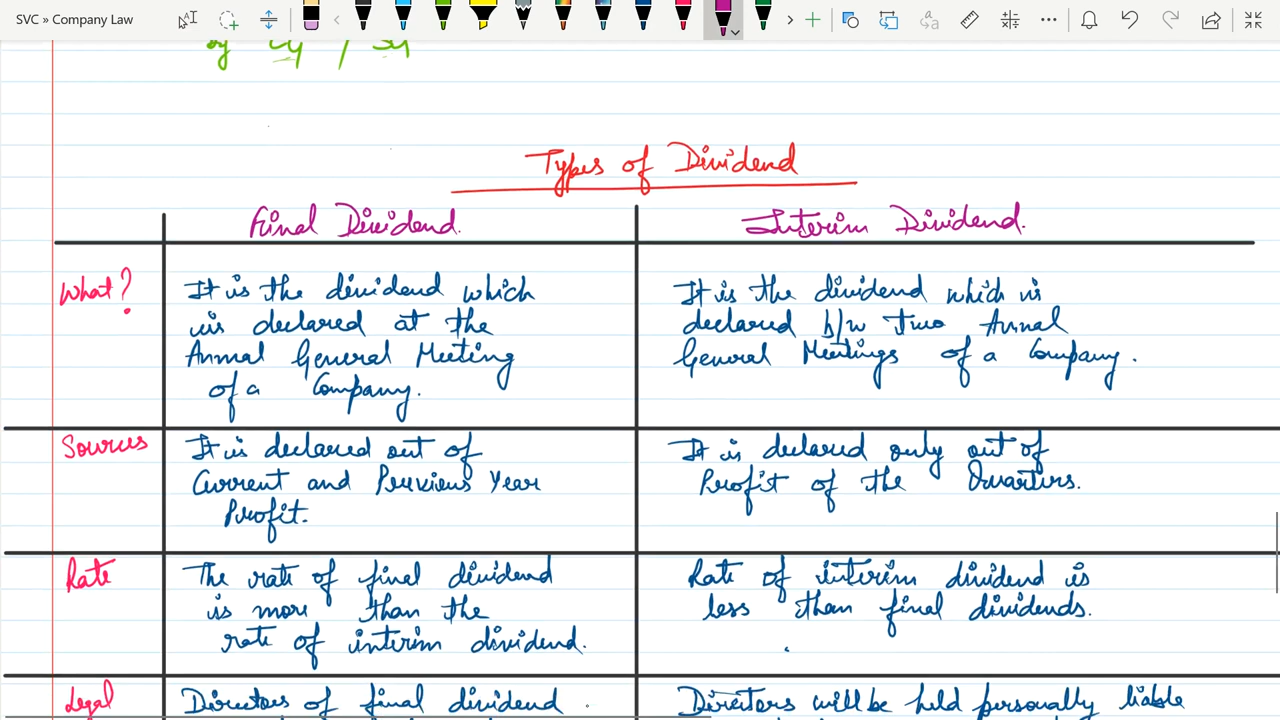 SVC » Company Law
by Cy / Sy
Types of Dividend
Final Dividend.
Interim Dividend.
What?
It is the dividend which
is declared at the
Annual General Meeting
of a Company.
It is the dividend which is
declared b/w Two Annual
General Meetings of a Company.
Sources
It is declared out of
Current and Previous Year
Profit.
It is declared only out of
Profit of the Quarters.
Rate
The rate of final dividend
is more than the
rate of interim dividend.
Rate of interim dividend is
less than final dividends.
Legal
Directors of final dividend
Directors will be held personally liable